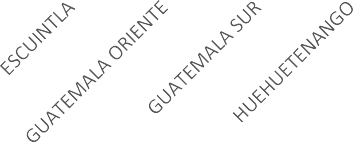 ESCUINTLA
GUATEMALA ORIENTE
GUATEMALA SUR
HUEHUETENANGO